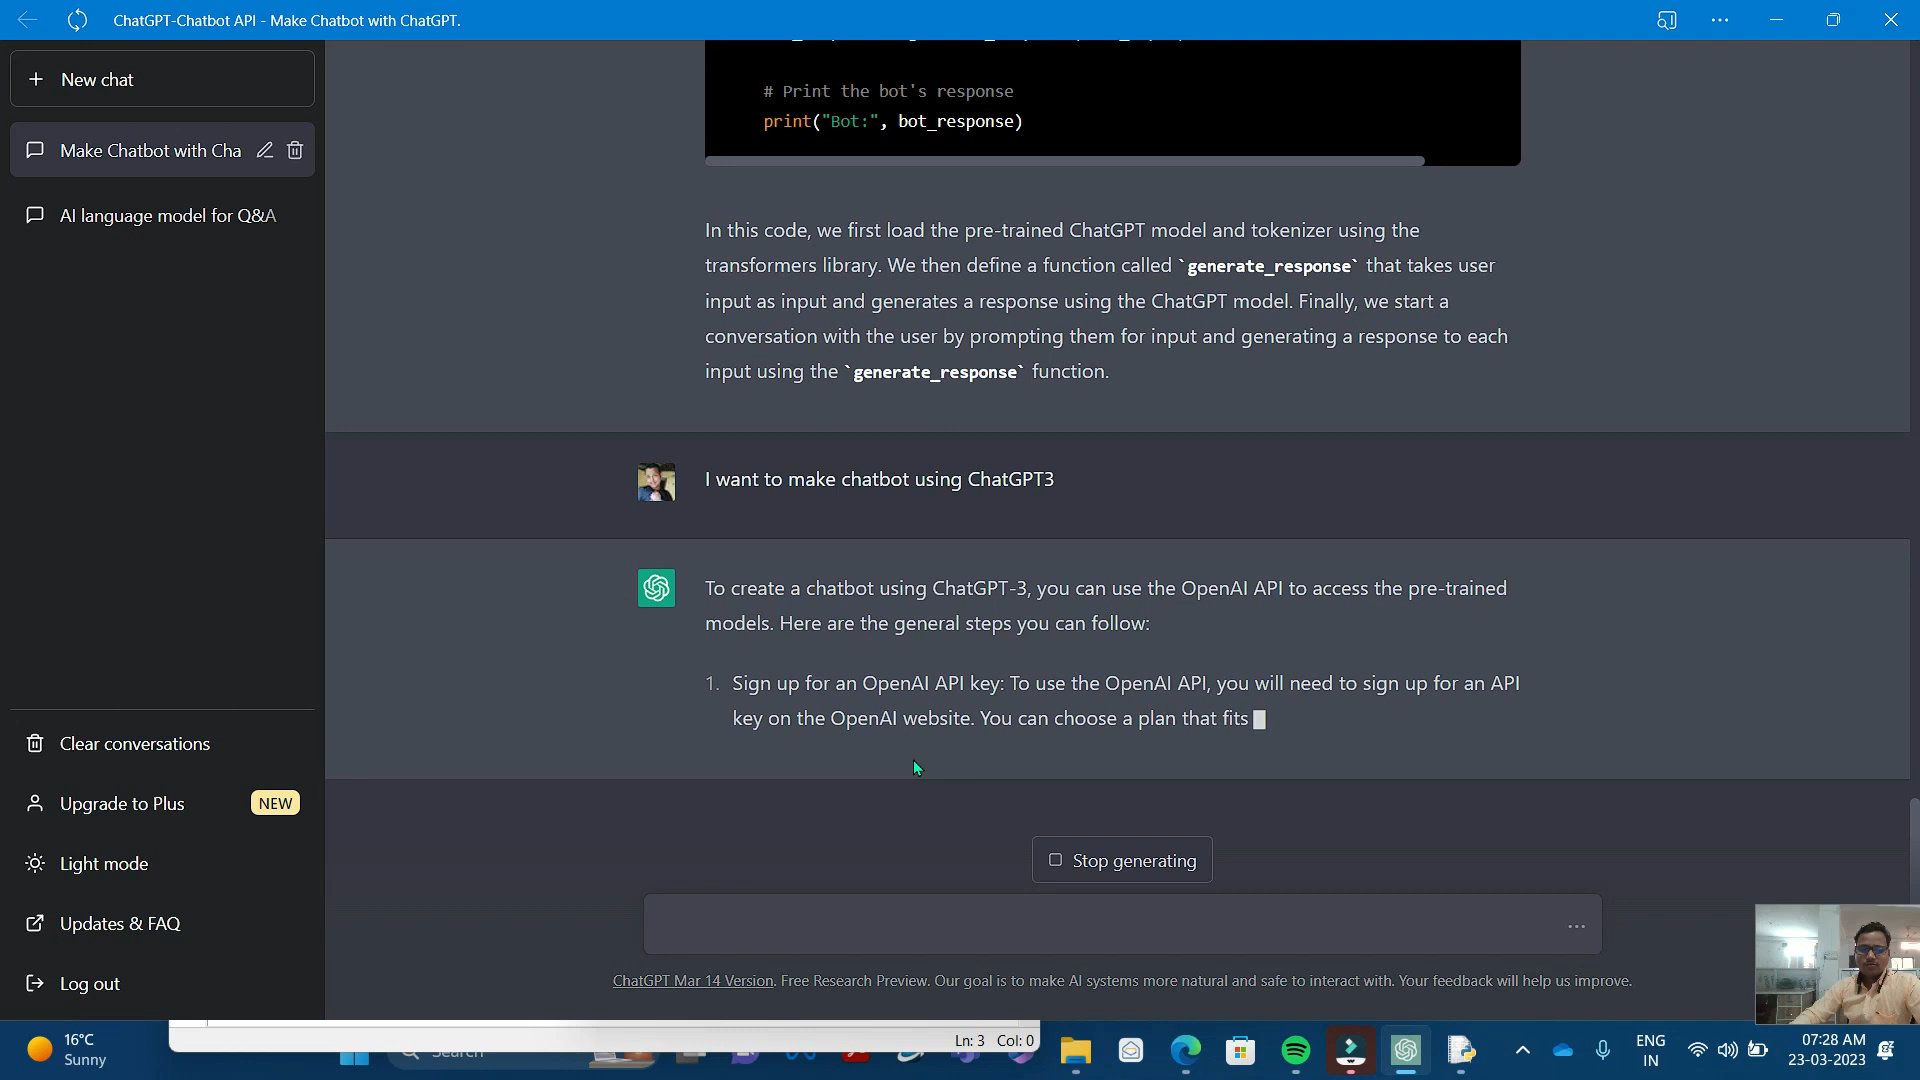 ChatGPT-Chatbot API - Make Chatbot with ChatGPT.
New chat
Make Chatbot with Cha
AI language model for Q&A
# Print the bot's response
print("Bot:", bot_response)
In this code, we first load the pre-trained ChatGPT model and tokenizer using the
transformers library. We then define a function called `generate_response` that takes user
input as input and generates a response using the ChatGPT model. Finally, we start a
conversation with the user by prompting them for input and generating a response to each
input using the `generate_response` function.
I want to make chatbot using ChatGPT3
To create a chatbot using ChatGPT-3, you can use the OpenAI API to access the pre-trained
models. Here are the general steps you can follow:
1. Sign up for an OpenAI API key: To use the OpenAI API, you will need to sign up for an API
key on the OpenAI website. You can choose a plan that fits
Clear conversations
Upgrade to Plus NEW
Light mode
Updates & FAQ
Log out
Stop generating
ChatGPT Mar 14 Version. Free Research Preview. Our goal is to make AI systems more natural and safe to interact with. Your feedback will help us improve.
16°C
Sunny
Search
Ln: 3 Col: 0
ENG
IN
07:28 AM
23-03-2023